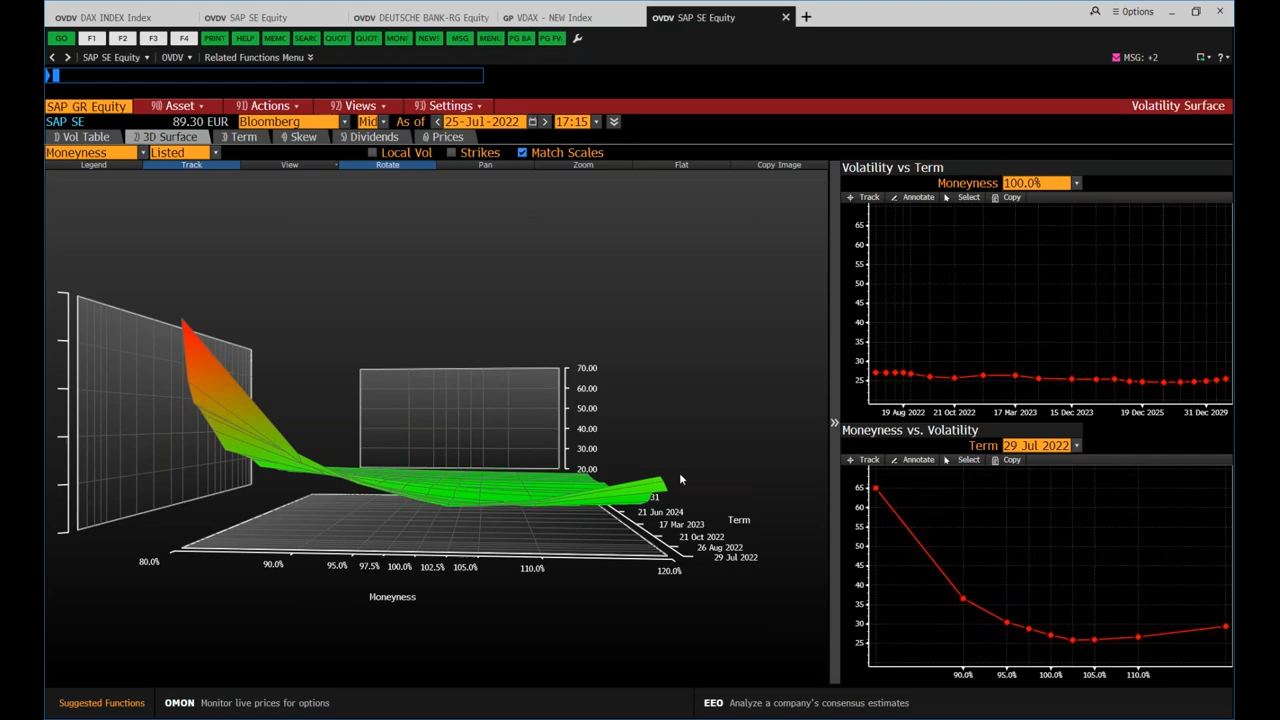 OVDV DAX INDEX Index
OVDV SAP SE Equity
OVDV DEUTSCHE BANK-RG Equity
GP VDAX - NEW Index
OVDV SAP SE Equity × +
Options
GO F1 F2 F3 F4 PRINT HELP MEMO SEARC QUOT QUOT MONI NEWS MSG MENU PG BA PG FW
SAP SE Equity OVDV Related Functions Menu
MSG: +2
?
SAP GR Equity 90) Asset 91) Actions 92) Views 93) Settings Volatility Surface
SAP SE 89.30 EUR Bloomberg Mid As of 25-Jul-2022 17:15
1) Vol Table 2) 3D Surface 3) Term 4) Skew 5) Dividends 6) Prices
Moneyness Listed Local Vol Strikes Match Scales
Legend Track View Rotate Pan Zoom Flat Copy Image
70.00
60.00
50.00
40.00
30.00
20.00
31
21 Jun 2024
17 Mar 2023
21 Oct 2022
26 Aug 2022
29 Jul 2022
Term
80.0% 90.0% 95.0% 97.5% 100.0% 102.5% 105.0% 110.0% 120.0%
Moneyness
Volatility vs Term
Moneyness 100.0%
Track Annotate Select Copy
65
60
55
50
45
40
35
30
25
19 Aug 2022 21 Oct 2022 17 Mar 2023 15 Dec 2023 19 Dec 2025 31 Dec 2029
Moneyness vs. Volatility
Term 29 Jul 2022
Track Annotate Select Copy
65
60
55
50
45
40
35
30
25
90.0% 95.0% 100.0% 105.0% 110.0%
Suggested Functions OMON Monitor live prices for options EEO Analyze a company's consensus estimates